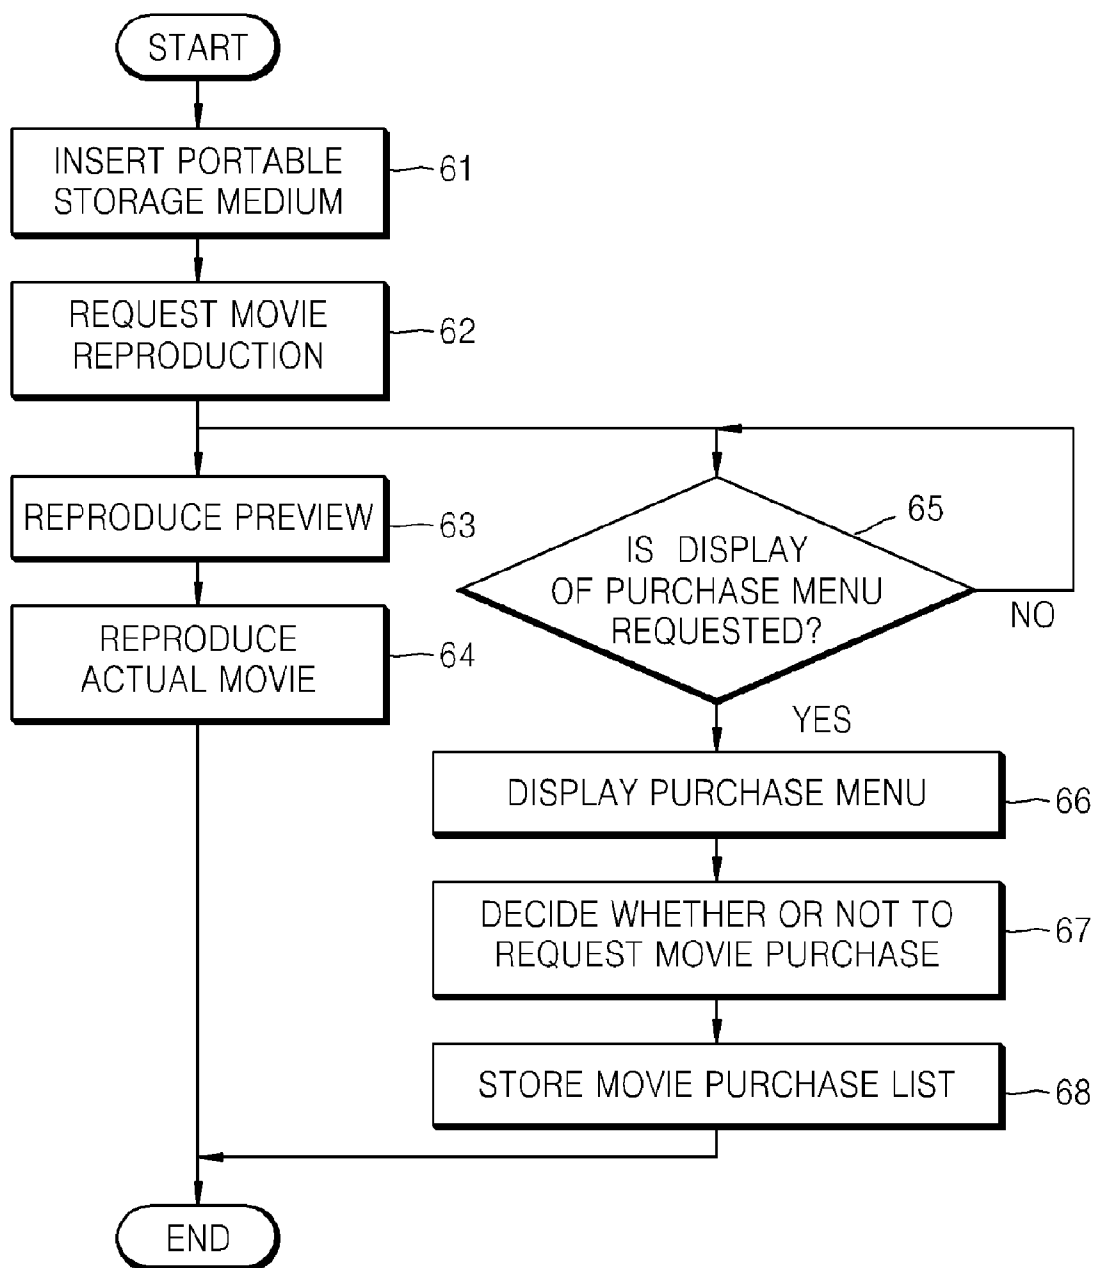 START
INSERT PORTABLE
STORAGE MEDIUM
61
REQUEST MOVIE
REPRODUCTION
62
REPRODUCE PREVIEW
63
REPRODUCE
ACTUAL MOVIE
64
IS DISPLAY
OF PURCHASE MENU
REQUESTED?
65
NO
YES
DISPLAY PURCHASE MENU
66
DECIDE WHETHER OR NOT TO
REQUEST MOVIE PURCHASE
67
STORE MOVIE PURCHASE LIST
68
END